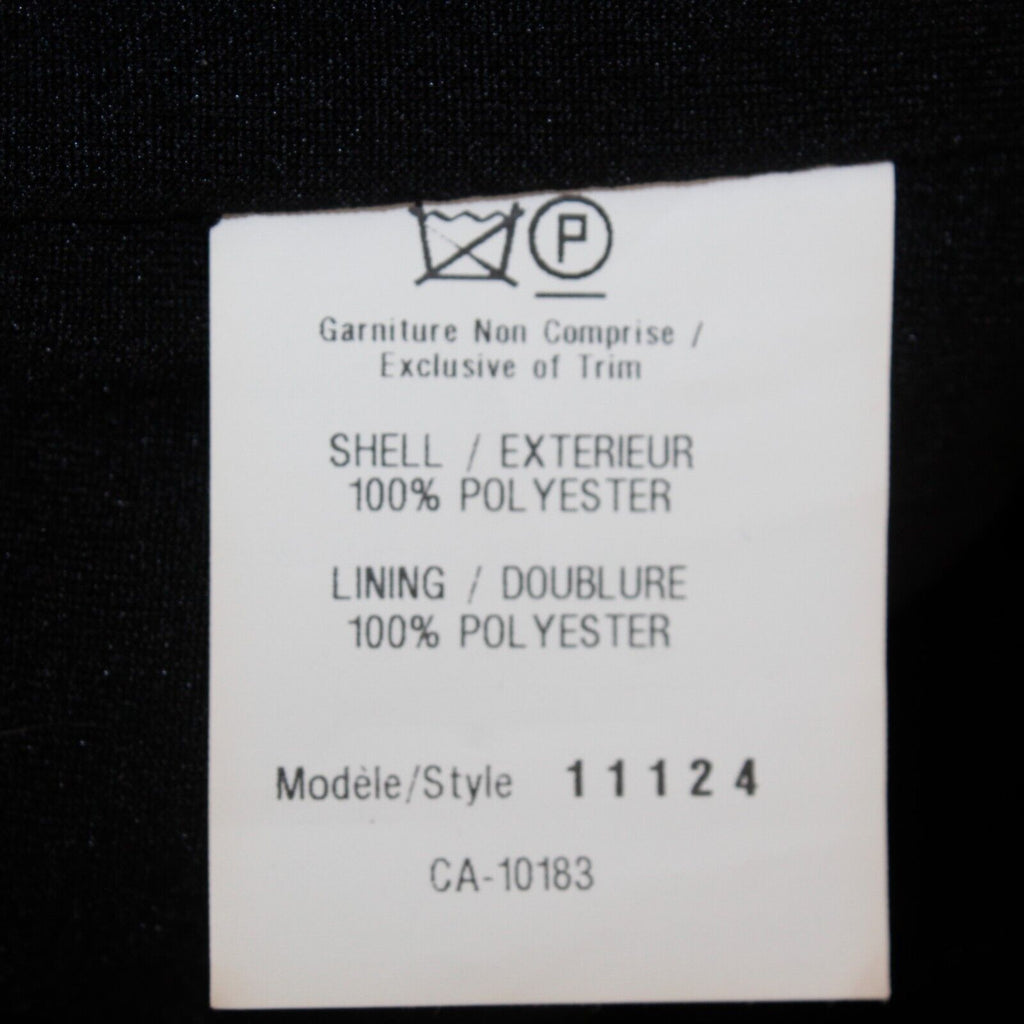 P
Garniture Non Comprise /
Exclusive of Trim
SHELL / EXTERIEUR
100% POLYESTER
LINING / DOUBLURE
100% POLYESTER
Modèle/Style 11124
CA-10183